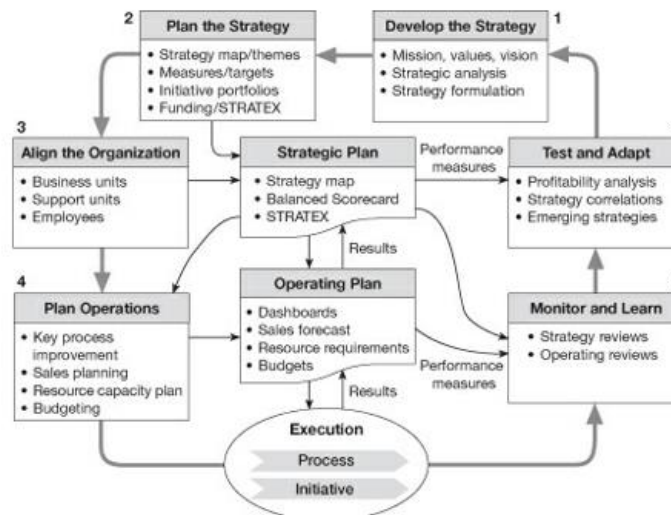 2
Plan the Strategy
• Strategy map/themes
• Measures/targets
• Initiative portfolios
• Funding/STRATEX
1
Develop the Strategy
• Mission, values, vision
• Strategic analysis
• Strategy formulation
3
Align the Organization
• Business units
• Support units
• Employees
Strategic Plan
• Strategy map
• Balanced Scorecard
• STRATEX
Performance
measures
Test and Adapt
• Profitability analysis
• Strategy correlations
• Emerging strategies
Results
4
Plan Operations
• Key process
improvement
• Sales planning
• Resource capacity plan
• Budgeting
Operating Plan
• Dashboards
• Sales forecast
• Resource requirements
• Budgets
Performance
measures
Monitor and Learn
• Strategy reviews
• Operating reviews
Results
Execution
Process
Initiative